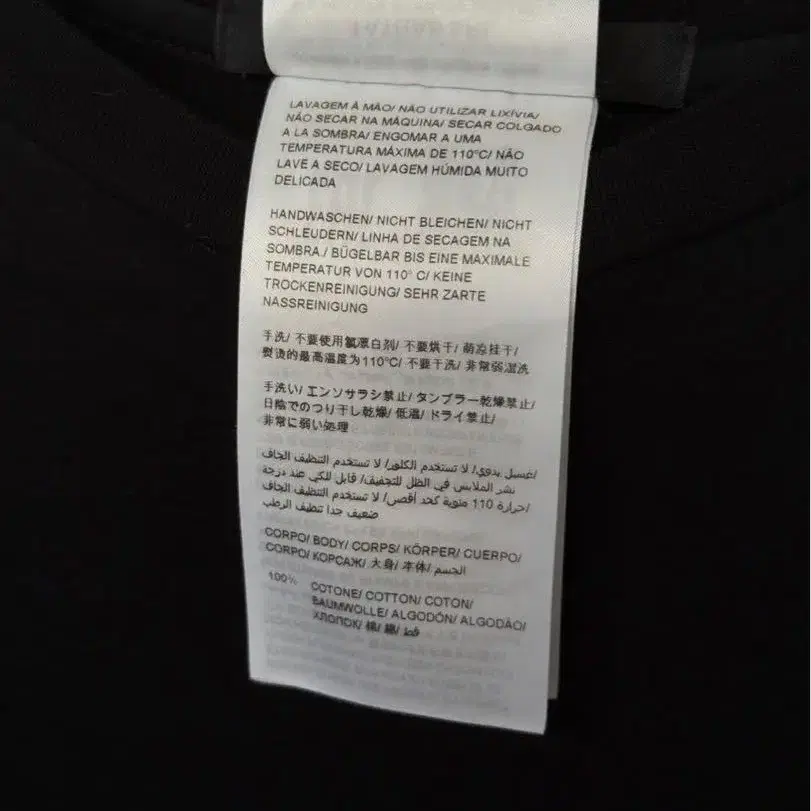 LAVAGEM À MÃO/ NÃO UTILIZAR LIXÍVIA/
NÃO SECAR NA MÁQUINA/ SECAR COLGADO
A LA SOMBRA/ ENGOMAR A UMA
TEMPERATURA MÁXIMA DE 110°C/ NÃO
LAVE A SECO/ LAVAGEM HÚMIDA MUITO
DELICADA
HANDWASCHEN/ NICHT BLEICHEN/ NICHT
SCHLEUDERN/ LINHA DE SECAGEM NA
SOMBRA./ BÜGELBAR BIS EINE MAXIMALE
TEMPERATUR VON 110° C/ KEINE
TROCKENREINIGUNG/ SEHR ZARTE
NASSREINIGUNG
手洗/ 不要使用氯漂白剂/ 不要烘干/ 荫凉挂干/
熨烫的最高温度为110°C/ 不要干洗/ 非常弱湿洗
手洗い/ エンソサラシ禁止/ タンブラー乾燥禁止/
日陰でのつり干し乾燥/ 低温/ ドライ禁止/
非常に弱い処理
غسيل يدوي/ لا تستخدم الكلور/ لا تستخدم التنظيف الجاف/
نشر الملابس في الظل للتجفيف/ قابل للكي عند درجة
حرارة 110 مئوية كحد أقصى/ لا تستخدم التنظيف الجاف/
ضعيف جدا تنظيف الرطب
CORPO/ BODY/ CORPS/ KÖRPER/ CUERPO/
CORPO/ КОРСАЖ/ 大身/ 本体/ الجسم
100% COTONE/ COTTON/ COTON/
BAUMWOLLE/ ALGODÓN/ ALGODÃO/
ХЛОПОК/ 棉/ 綿/ قط